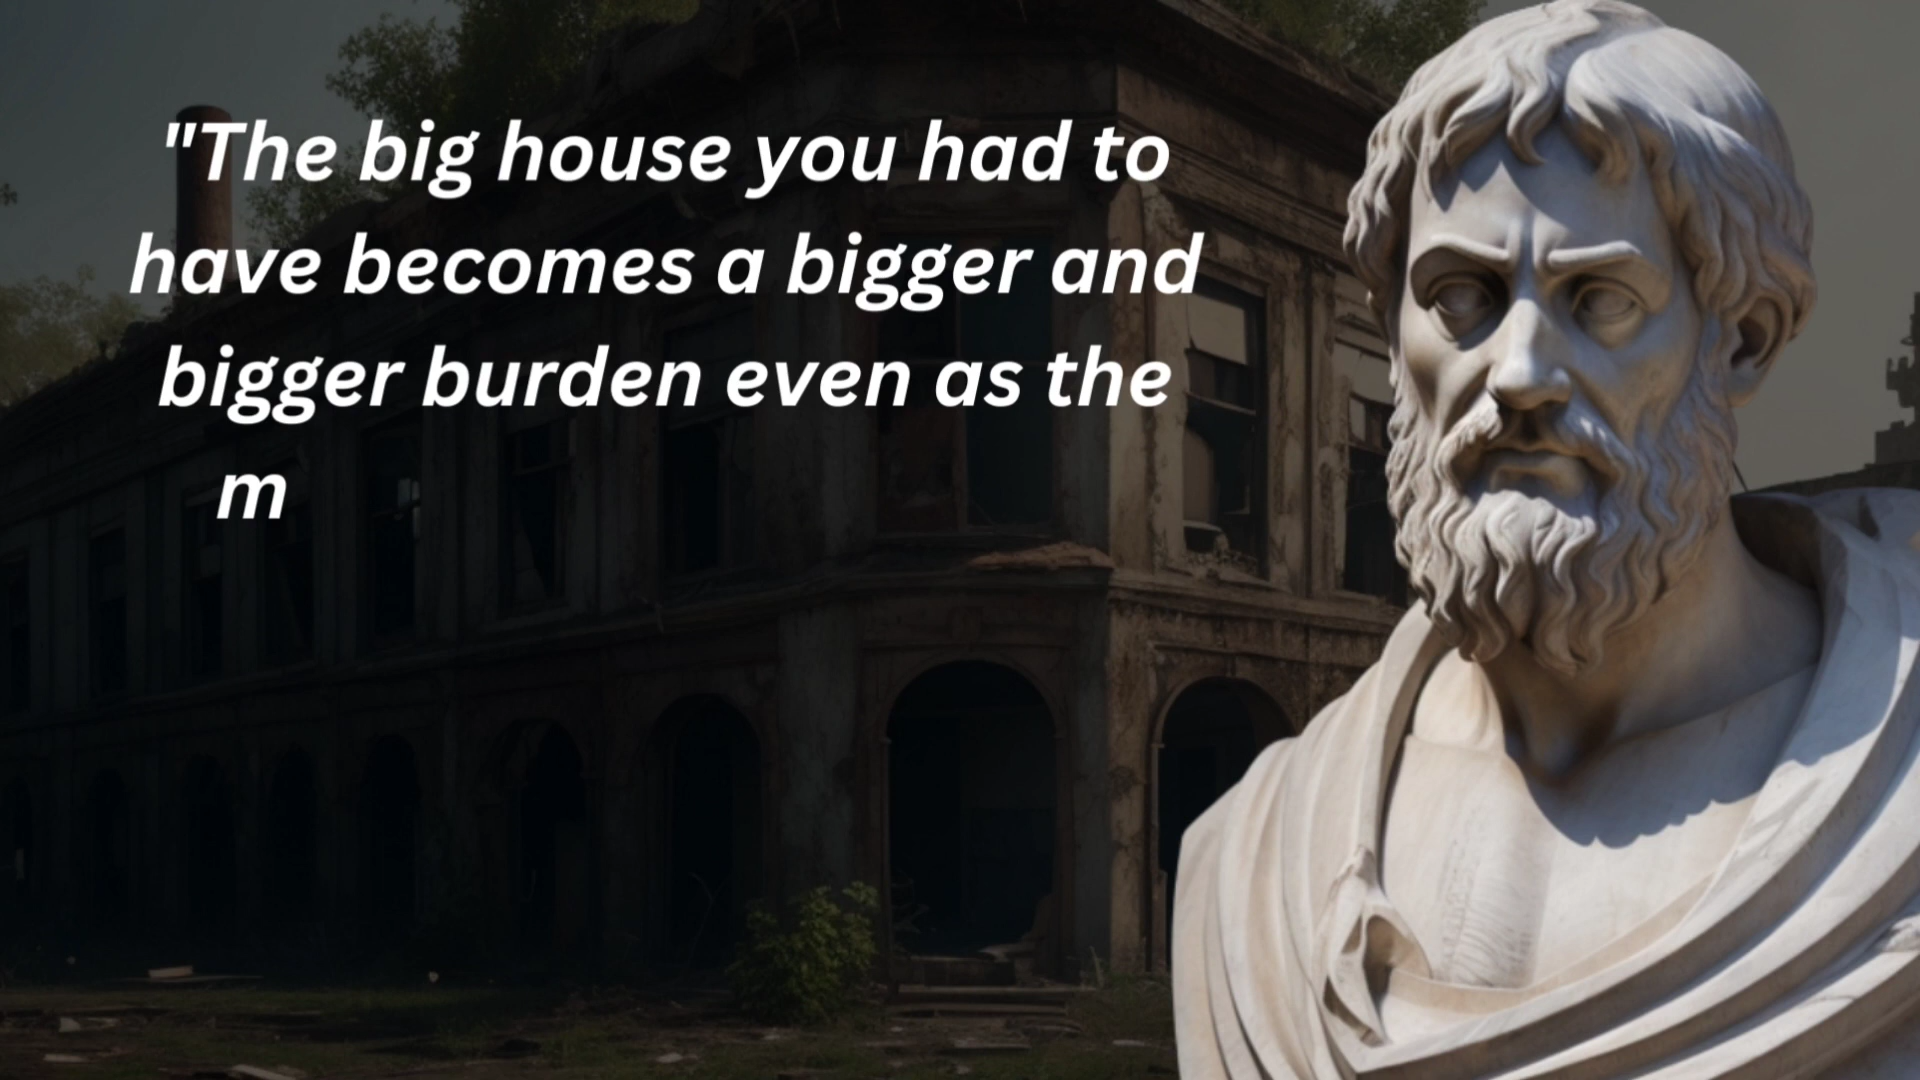 "The big house you had to
have becomes a bigger and
bigger burden even as the
m